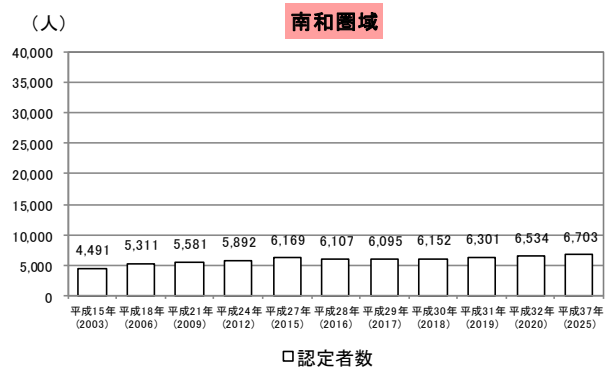 （人）
南和圏域
40,000
35,000
30,000
25,000
20,000
15,000
10,000
5,000
0
4,491 5,311 5,581 5,892 6,169 6,107 6,095 6,152 6,301 6,534 6,703
平成15年 平成18年 平成21年 平成24年 平成27年 平成28年 平成29年 平成30年 平成31年 平成32年 平成37年
(2003) (2006) (2009) (2012) (2015) (2016) (2017) (2018) (2019) (2020) (2025)
□認定者数